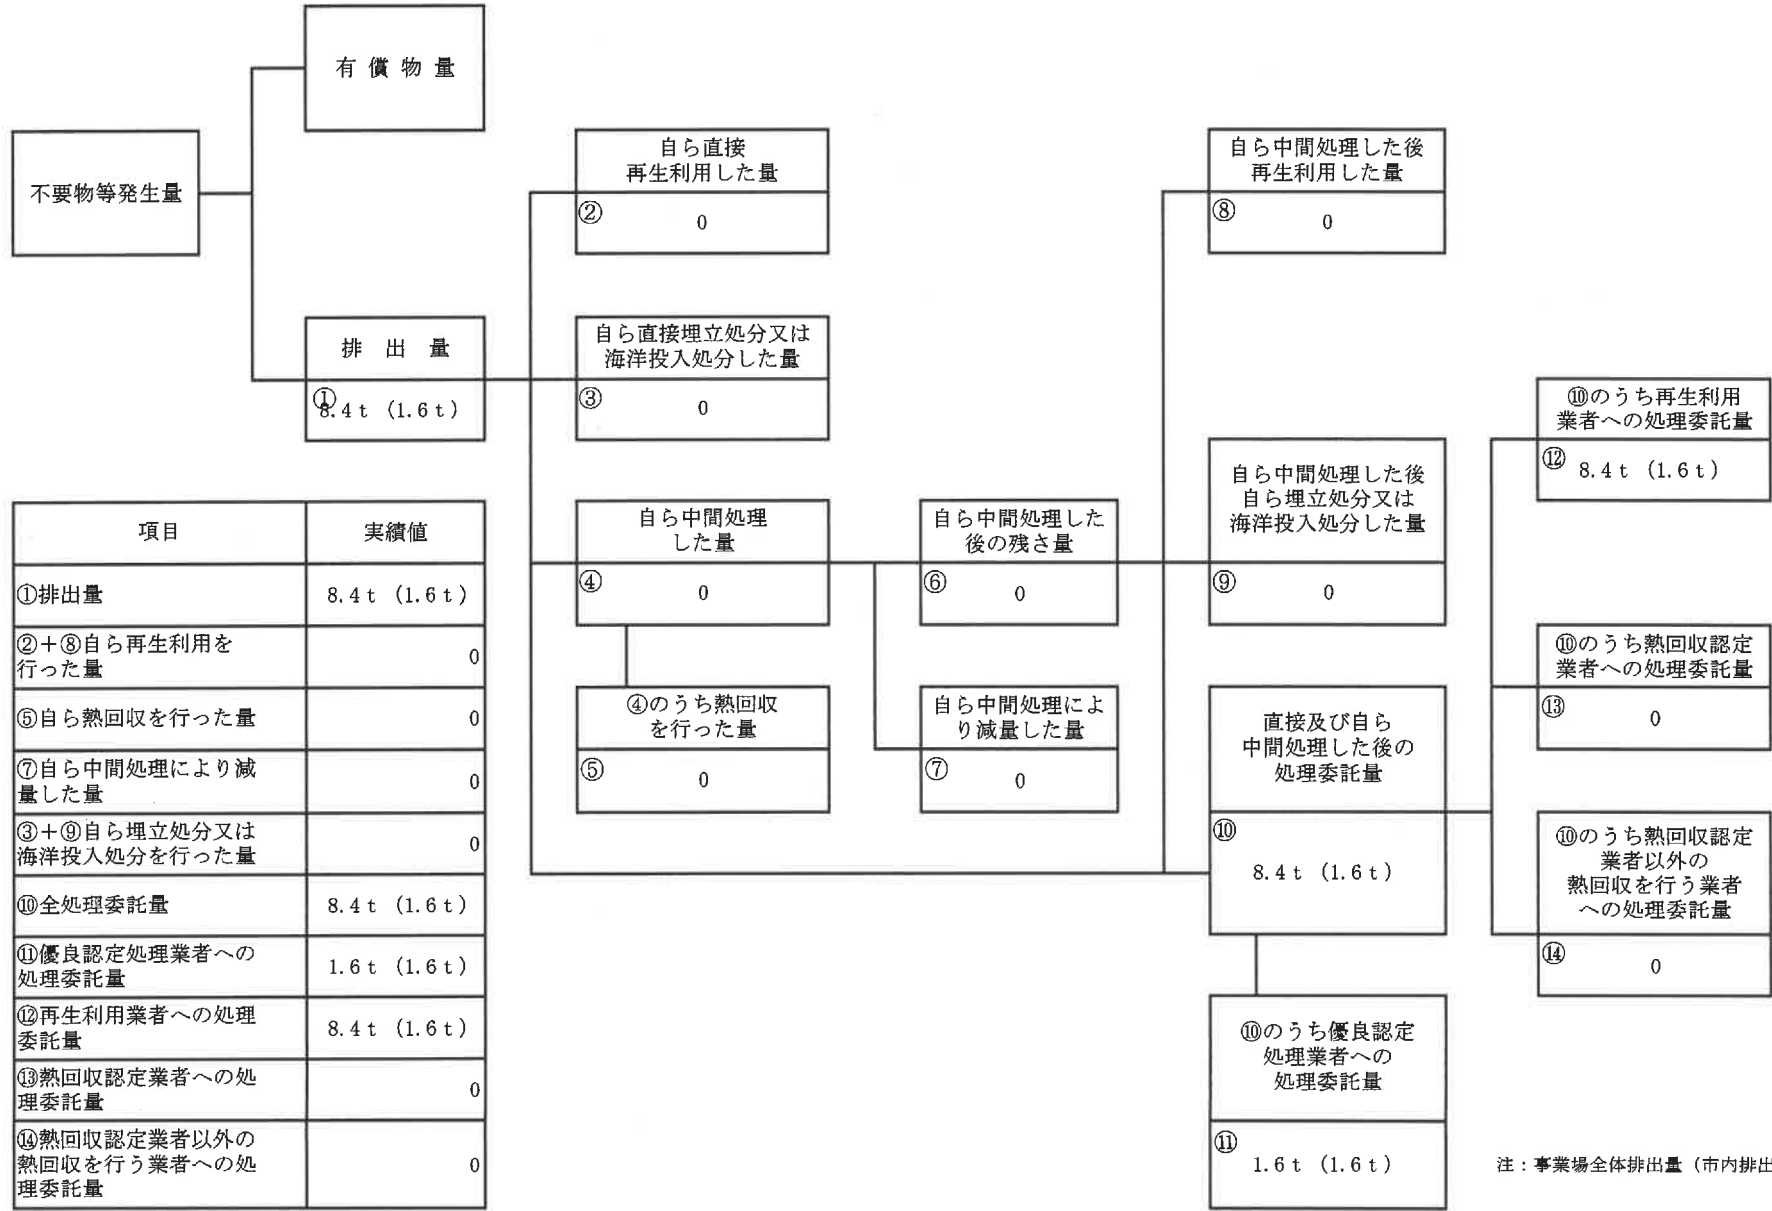 有償物量
不要物等発生量
排出量
①
8.4t (1.6t)
自ら直接
再生利用した量
②
0
自ら直接埋立処分又は
海洋投入処分した量
③
0
自ら中間処理
した量
④
0
④のうち熱回収
を行った量
⑤
0
自ら中間処理した
後の残さ量
⑥
0
自ら中間処理によ
り減量した量
⑦
0
自ら中間処理した後
再生利用した量
⑧
0
自ら中間処理した後
自ら埋立処分又は
海洋投入処分した量
⑨
0
直接及び自ら
中間処理した後の
処理委託量
⑩
8.4t (1.6t)
⑩のうち優良認定
処理業者への
処理委託量
⑪
1.6t (1.6t)
⑩のうち再生利用
業者への処理委託量
⑫
8.4t (1.6t)
⑩のうち熱回収認定
業者への処理委託量
⑬
0
⑩のうち熱回収認定
業者以外の
熱回収を行う業者
への処理委託量
⑭
0
項目 実績値
①排出量 8.4t (1.6t)
②+⑧自ら再生利用を
行った量 0
⑤自ら熱回収を行った量 0
⑦自ら中間処理により減
量した量 0
③+⑨自ら埋立処分又は
海洋投入処分を行った量 0
⑩全処理委託量 8.4t (1.6t)
⑪優良認定処理業者への
処理委託量 1.6t (1.6t)
⑫再生利用業者への処理
委託量 8.4t (1.6t)
⑬熱回収認定業者への処
理委託量 0
⑭熱回収認定業者以外の
熱回収を行う業者への処
理委託量 0
注：事業場全体排出量（市内排出